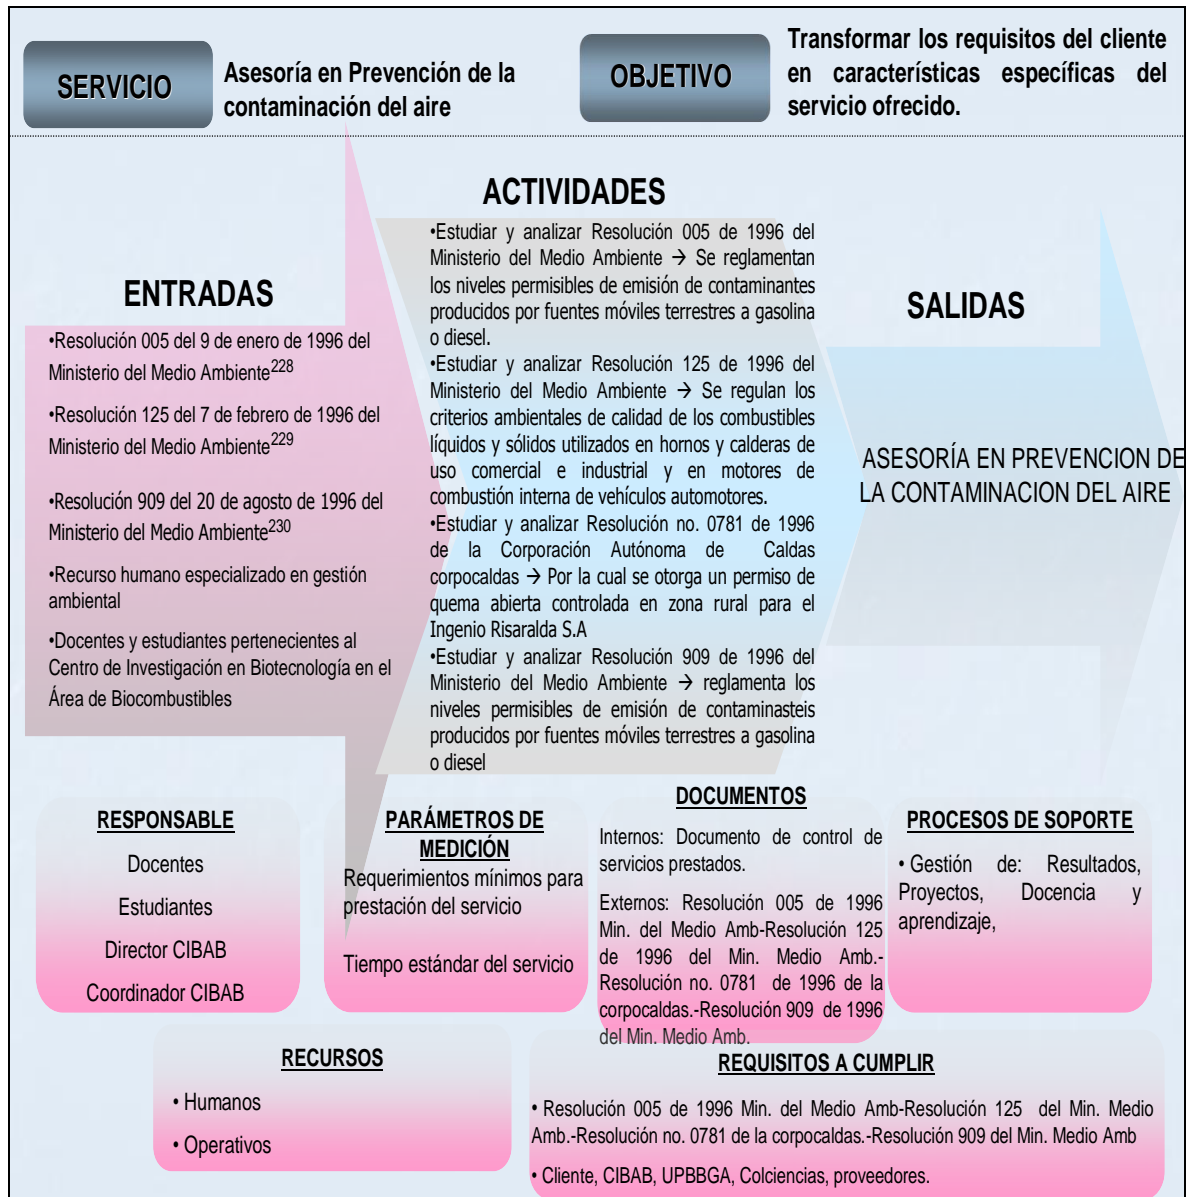 SERVICIO
Asesoría en Prevención de la
contaminación del aire
OBJETIVO
Transformar los requisitos del cliente
en características específicas del
servicio ofrecido.
ENTRADAS
•Resolución 005 del 9 de enero de 1996 del
Ministerio del Medio Ambiente228
•Resolución 125 del 7 de febrero de 1996 del
Ministerio del Medio Ambiente229
•Resolución 909 del 20 de agosto de 1996 del
Ministerio del Medio Ambiente230
•Recurso humano especializado en gestión
ambiental
•Docentes y estudiantes pertenecientes al
Centro de Investigación en Biotecnología en el
Área de Biocombustibles
ACTIVIDADES
•Estudiar y analizar Resolución 005 de 1996 del
Ministerio del Medio Ambiente → Se reglamentan
los niveles permisibles de emisión de contaminantes
producidos por fuentes móviles terrestres a gasolina
o diesel.
•Estudiar y analizar Resolución 125 de 1996 del
Ministerio del Medio Ambiente → Se regulan los
criterios ambientales de calidad de los combustibles
líquidos y sólidos utilizados en hornos y calderas de
uso comercial e industrial y en motores de
combustión interna de vehículos automotores.
•Estudiar y analizar Resolución no. 0781 de 1996
de la Corporación Autónoma de Caldas
corpocaldas → Por la cual se otorga un permiso de
quema abierta controlada en zona rural para el
Ingenio Risaralda S.A
•Estudiar y analizar Resolución 909 de 1996 del
Ministerio del Medio Ambiente → reglamenta los
niveles permisibles de emisión de contaminasteis
producidos por fuentes móviles terrestres a gasolina
o diesel
SALIDAS
ASESORÍA EN PREVENCION DE
LA CONTAMINACION DEL AIRE
RESPONSABLE
Docentes
Estudiantes
Director CIBAB
Coordinador CIBAB
PARÁMETROS DE
MEDICIÓN
Requerimientos mínimos para
prestación del servicio
Tiempo estándar del servicio
DOCUMENTOS
Internos: Documento de control de
servicios prestados.
Externos: Resolución 005 de 1996
Min. del Medio Amb-Resolución 125
de 1996 del Min. Medio Amb.-
Resolución no. 0781 de 1996 de la
corpocaldas.-Resolución 909 de 1996
del Min. Medio Amb.
PROCESOS DE SOPORTE
• Gestión de: Resultados,
Proyectos, Docencia y
aprendizaje,
RECURSOS
• Humanos
• Operativos
REQUISITOS A CUMPLIR
• Resolución 005 de 1996 Min. del Medio Amb-Resolución 125 del Min. Medio
Amb.-Resolución no. 0781 de la corpocaldas.-Resolución 909 del Min. Medio Amb
• Cliente, CIBAB, UPBBGA, Colciencias, proveedores.